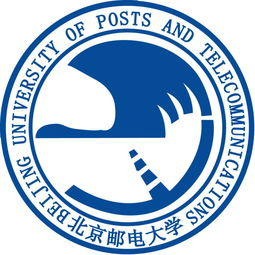 BEIJING UNIVERSITY OF POSTS AND TELECOMMUNICATIONS
北京邮电大学